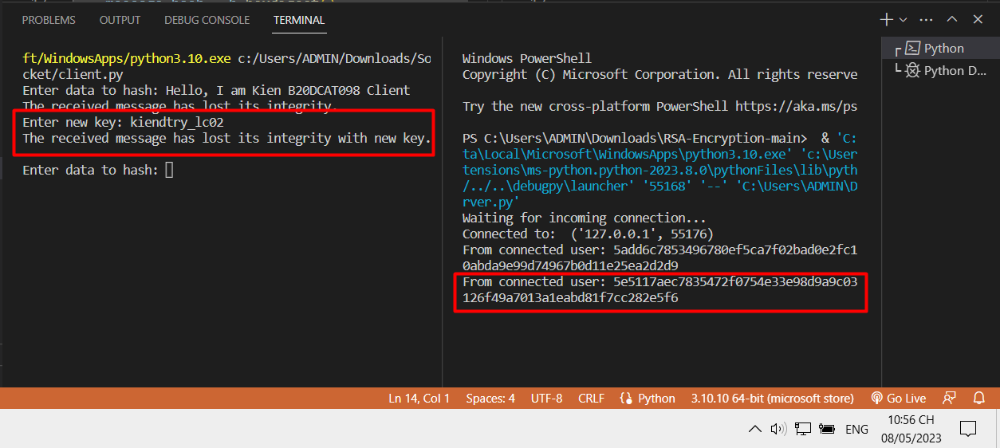 PROBLEMS OUTPUT DEBUG CONSOLE TERMINAL
ft/WindowsApps/python3.10.exe c:/Users/ADMIN/Downloads/So
cket/client.py
Enter data to hash: Hello, I am Kien B20DCAT098 Client
The received message has lost its integrity.
Enter new key: kiendtry_lc02
The received message has lost its integrity with new key.
Enter data to hash:
Windows PowerShell
Copyright (C) Microsoft Corporation. All rights reserve
Try the new cross-platform PowerShell https://aka.ms/ps
PS C:\Users\ADMIN\Downloads\RSA-Encryption-main>  & 'C:
ta\Local\Microsoft\WindowsApps\python3.10.exe' 'c:\User
tensions\ms-python.python-2023.8.0\pythonFiles\lib\pyth
/../..\debugpy\launcher' '55168' '--' 'C:\Users\ADMIN\D
rver.py'
Waiting for incoming connection...
Connected to:  ('127.0.0.1', 55176)
From connected user: 5add6c7853496780ef5ca7f02bad0e2fc1
0abda9e99d74967b0d11e25ea2d2d9
From connected user: 5e5117aec7835472f0754e33e98d9a9c03
126f49a7013a1eabd81f7cc282e5f6
Python
Python D...
Ln 14, Col 1 Spaces: 4 UTF-8 CRLF Python 3.10.10 64-bit (microsoft store) Go Live
ENG
10:56 CH
08/05/2023